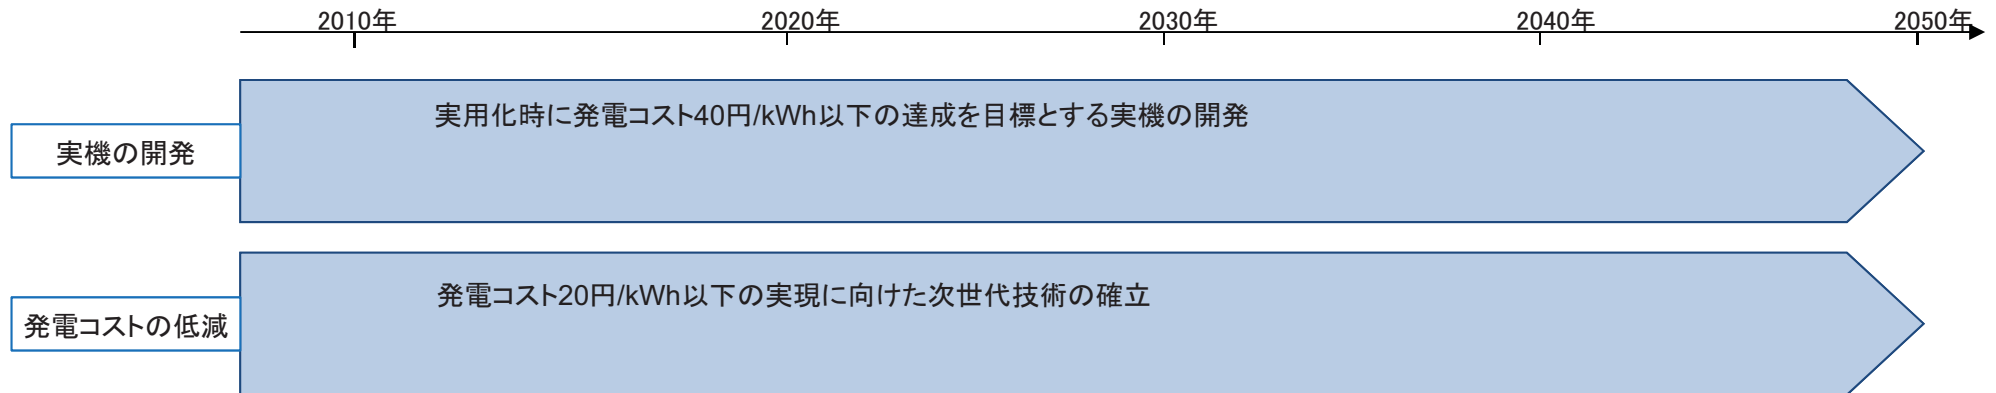 2010年 2020年 2030年 2040年 2050年
実用化時に発電コスト40円/kWh以下の達成を目標とする実機の開発
実機の開発
発電コスト20円/kWh以下の実現に向けた次世代技術の確立
発電コストの低減